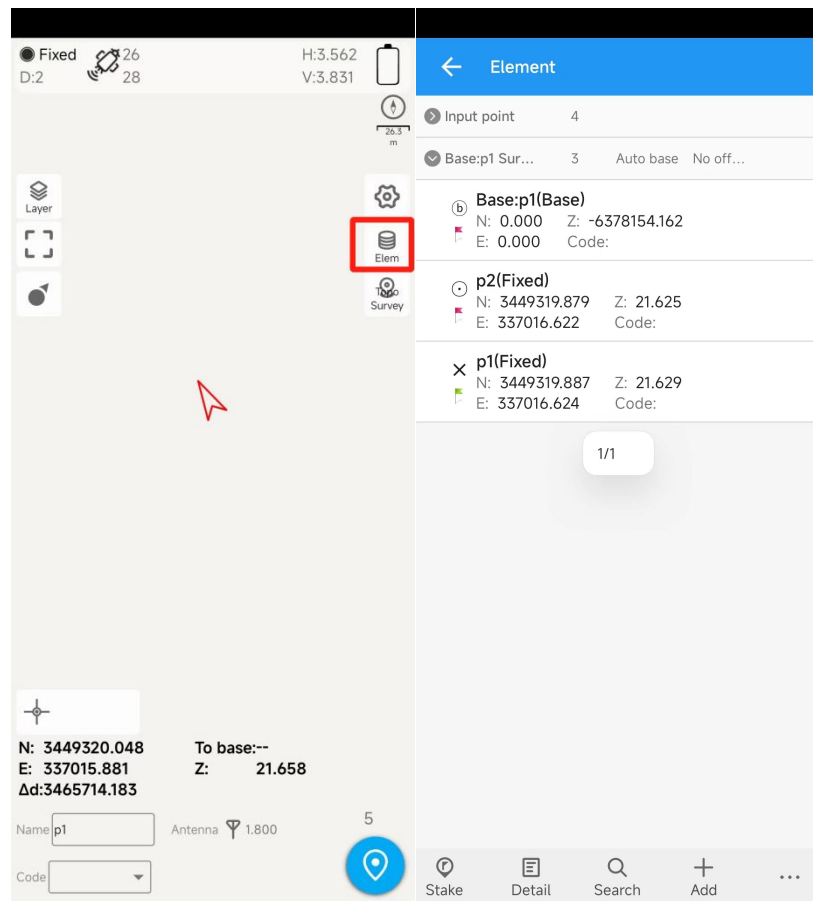 Fixed 26 H:3.562
D:2 28 V:3.831
26.3
m
Layer
Elem
Topo
Survey
N: 3449320.048 To base:--
E: 337015.881 Z: 21.658
Δd:3465714.183
Name p1 Antenna 1.800 5
Code
Element
Input point 4
Base:p1 Sur... 3 Auto base No off...
b
Base:p1(Base)
N: 0.000 Z: -6378154.162
E: 0.000 Code:
p2(Fixed)
N: 3449319.879 Z: 21.625
E: 337016.622 Code:
p1(Fixed)
N: 3449319.887 Z: 21.629
E: 337016.624 Code:
1/1
Stake Detail Search Add